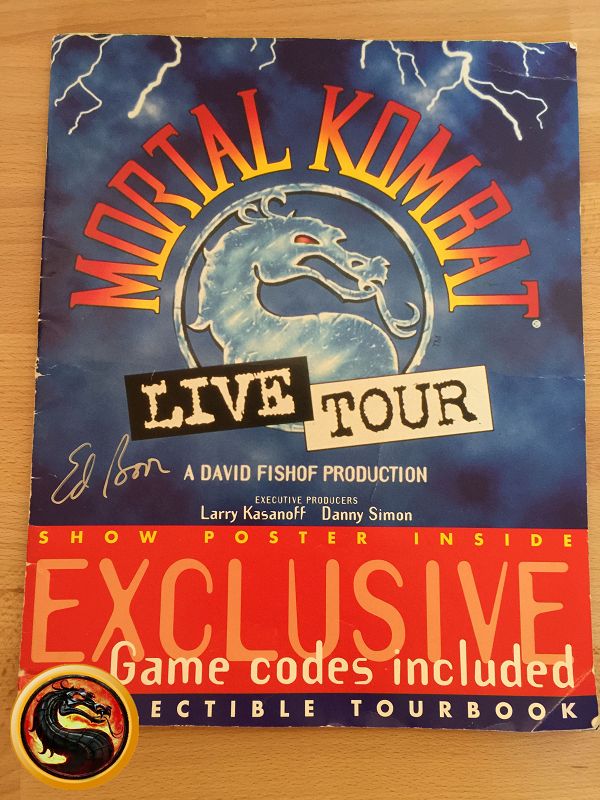 MORTAL KOMBAT®
™
LIVE TOUR
Ed Boon
A DAVID FISHOF PRODUCTION
EXECUTIVE PRODUCERS
Larry Kasanoff Danny Simon
SHOW POSTER INSIDE
EXCLUSIVE
Game codes included
ECTIBLE TOURBOOK